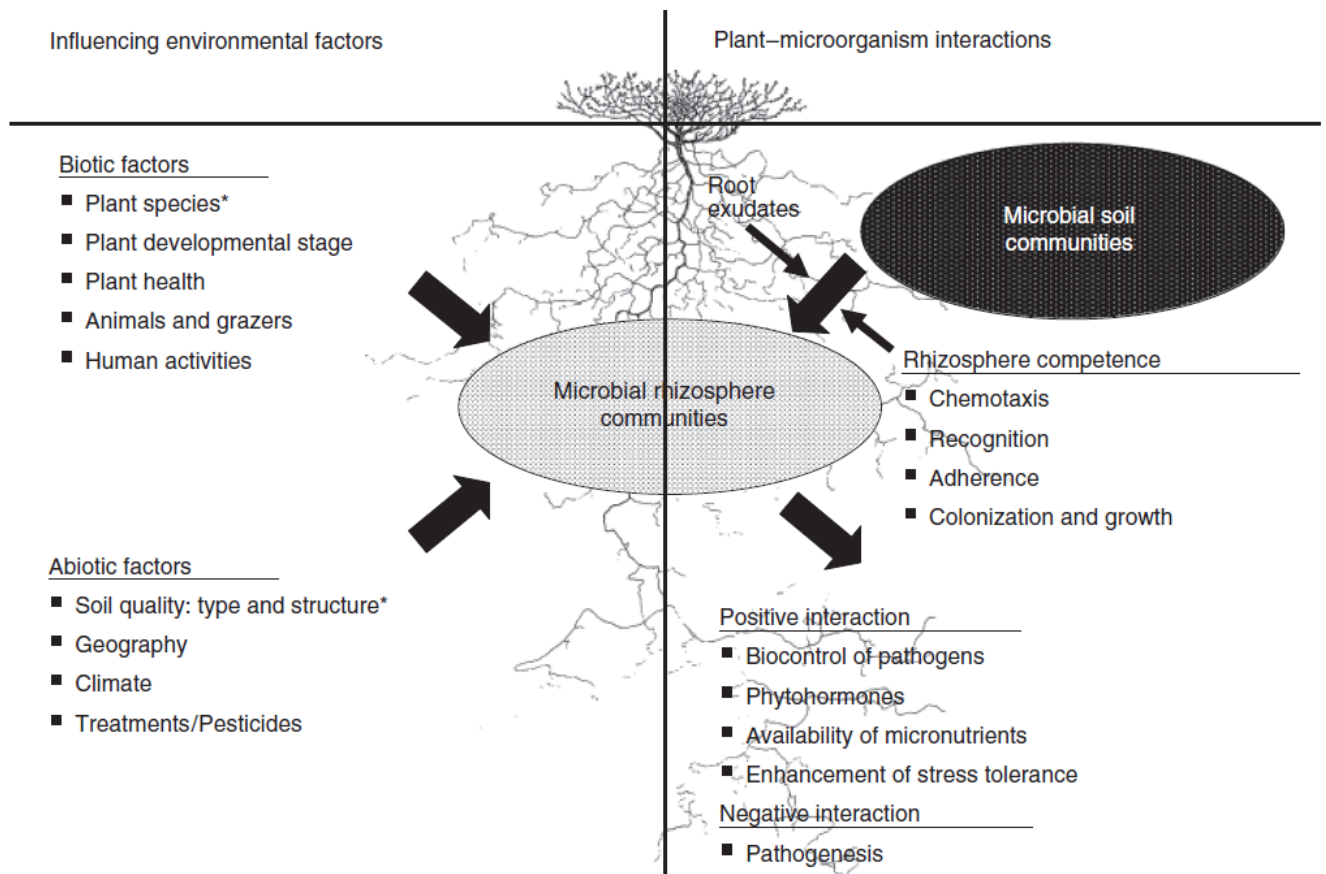 Influencing environmental factors
Plant–microorganism interactions
Biotic factors
Plant species*
Plant developmental stage
Plant health
Animals and grazers
Human activities
Abiotic factors
Soil quality: type and structure*
Geography
Climate
Treatments/Pesticides
Microbial rhizosphere
communities
Root
exudates
Microbial soil
communities
Rhizosphere competence
Chemotaxis
Recognition
Adherence
Colonization and growth
Positive interaction
Biocontrol of pathogens
Phytohormones
Availability of micronutrients
Enhancement of stress tolerance
Negative interaction
Pathogenesis